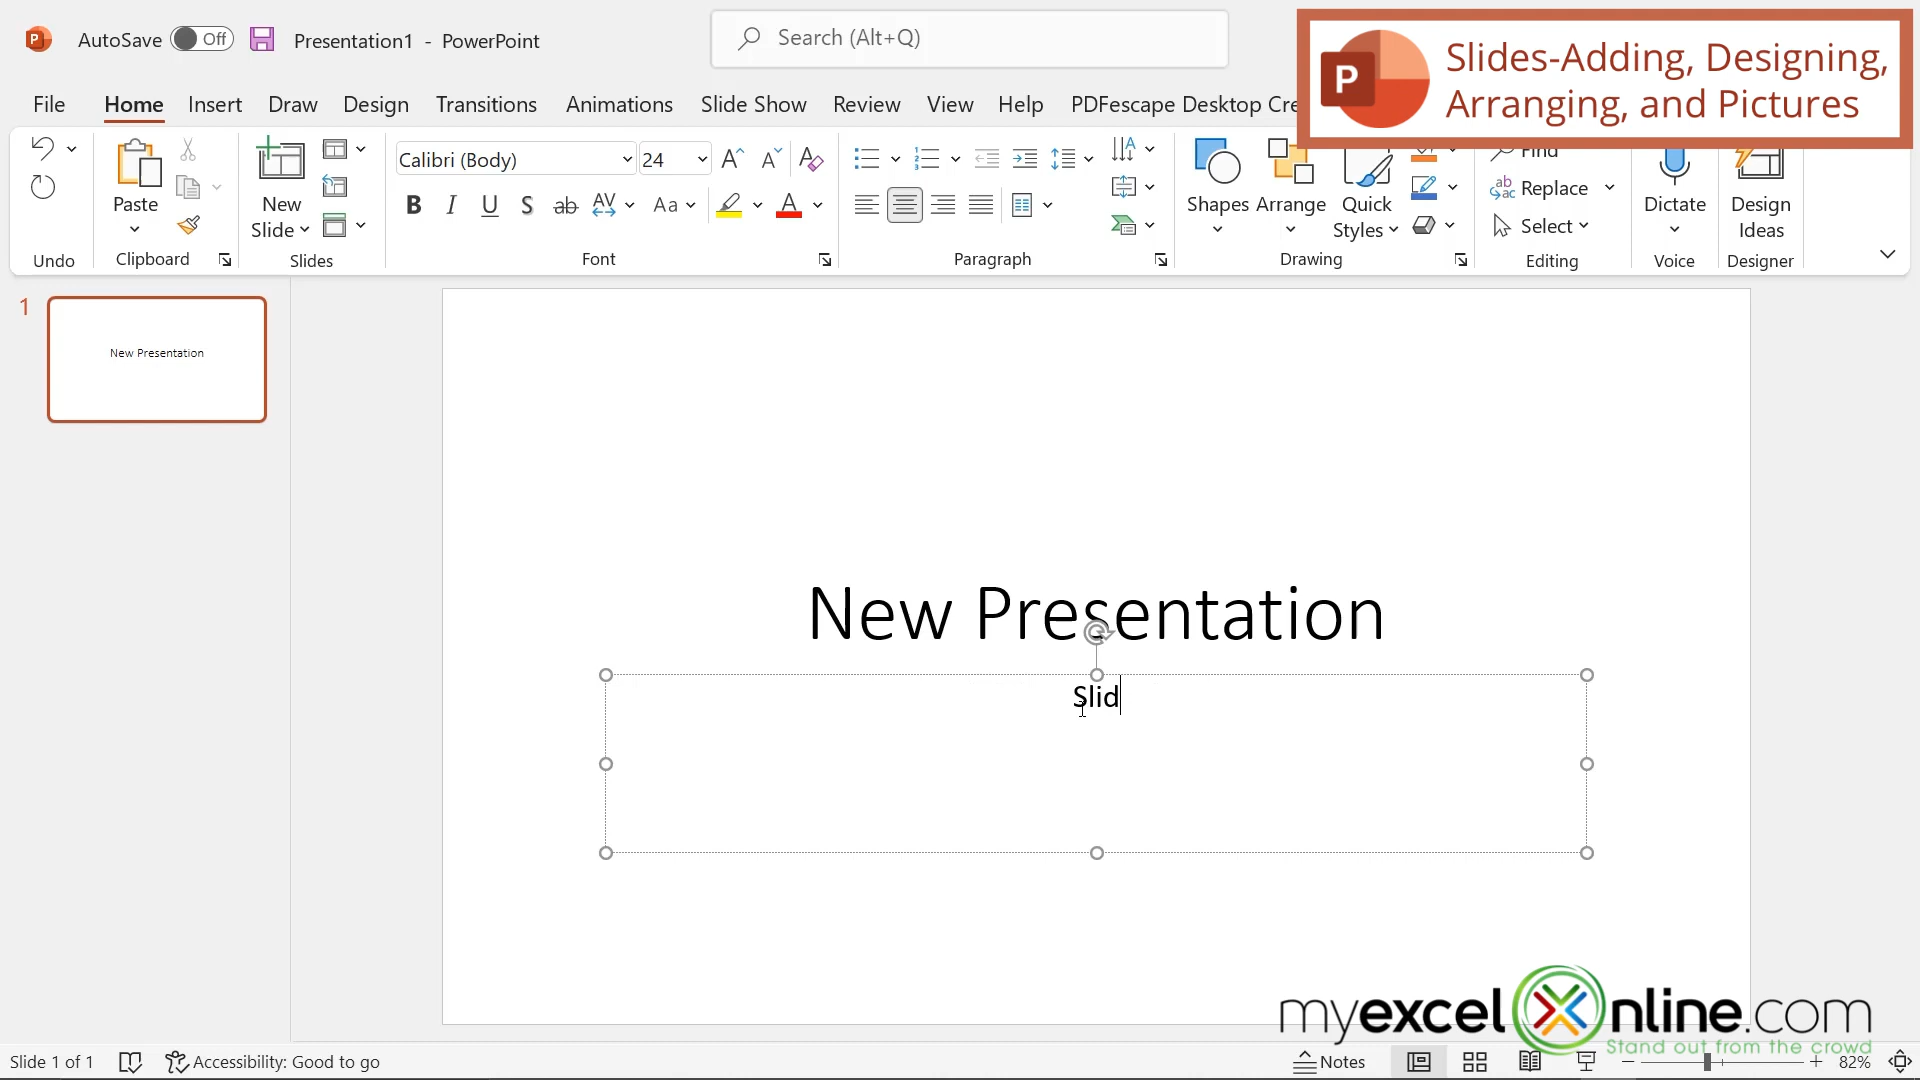 P
AutoSave Off Presentation1 - PowerPoint
Search (Alt+Q)
P
Slides-Adding, Designing,
Arranging, and Pictures
File Home Insert Draw Design Transitions Animations Slide Show Review View Help PDFescape Desktop Cre
Calibri (Body) 24
Find
Paste
New
Slide
B I U S ab AV Aa A
Shapes Arrange Quick
Styles
Replace
Select
Dictate
Design
Ideas
Undo Clipboard Slides Font Paragraph Drawing Editing Voice Designer
1
New Presentation
New Presentation
Slid
myexcelonline.com
Stand out from the crowd
Slide 1 of 1 Accessibility: Good to go Notes 82%